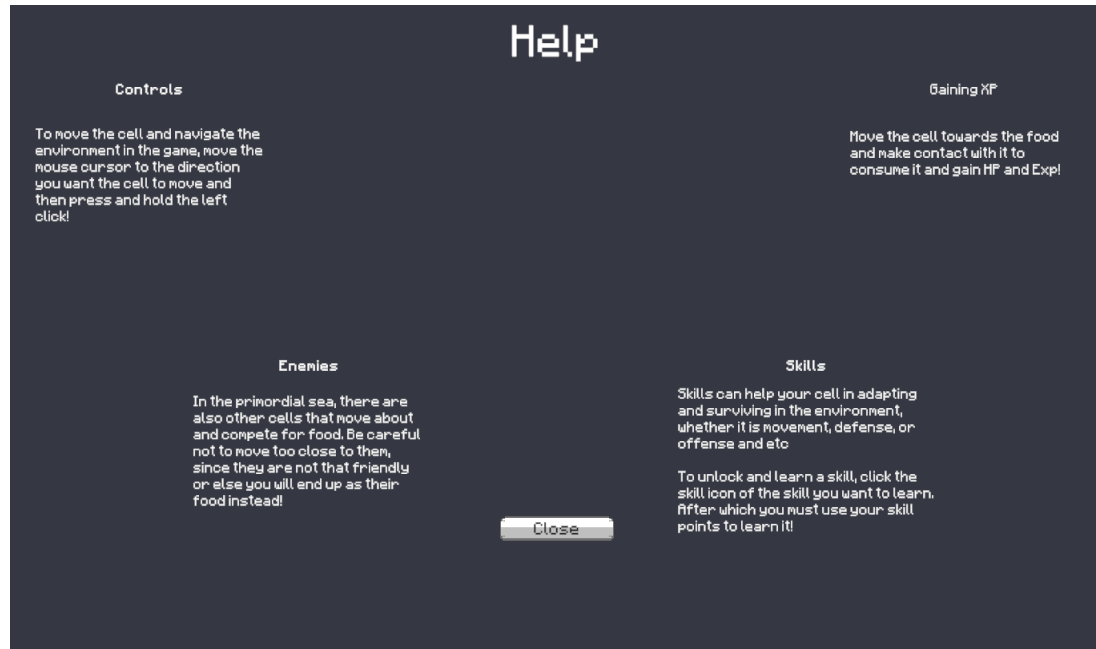 Help
Controls
To move the cell and navigate the
environment in the game, move the
mouse cursor to the direction
you want the cell to move and
then press and hold the left
click!
Gaining XP
Move the cell towards the food
and make contact with it to
consume it and gain HP and Exp!
Enemies
In the primordial sea, there are
also other cells that move about
and compete for food. Be careful
not to move too close to them,
since they are not that friendly
or else you will end up as their
food instead!
Skills
Skills can help your cell in adapting
and surviving in the environment,
whether it is movement, defense, or
offense and etc
To unlock and learn a skill, click the
skill icon of the skill you want to learn.
After which you must use your skill
points to learn it!
Close